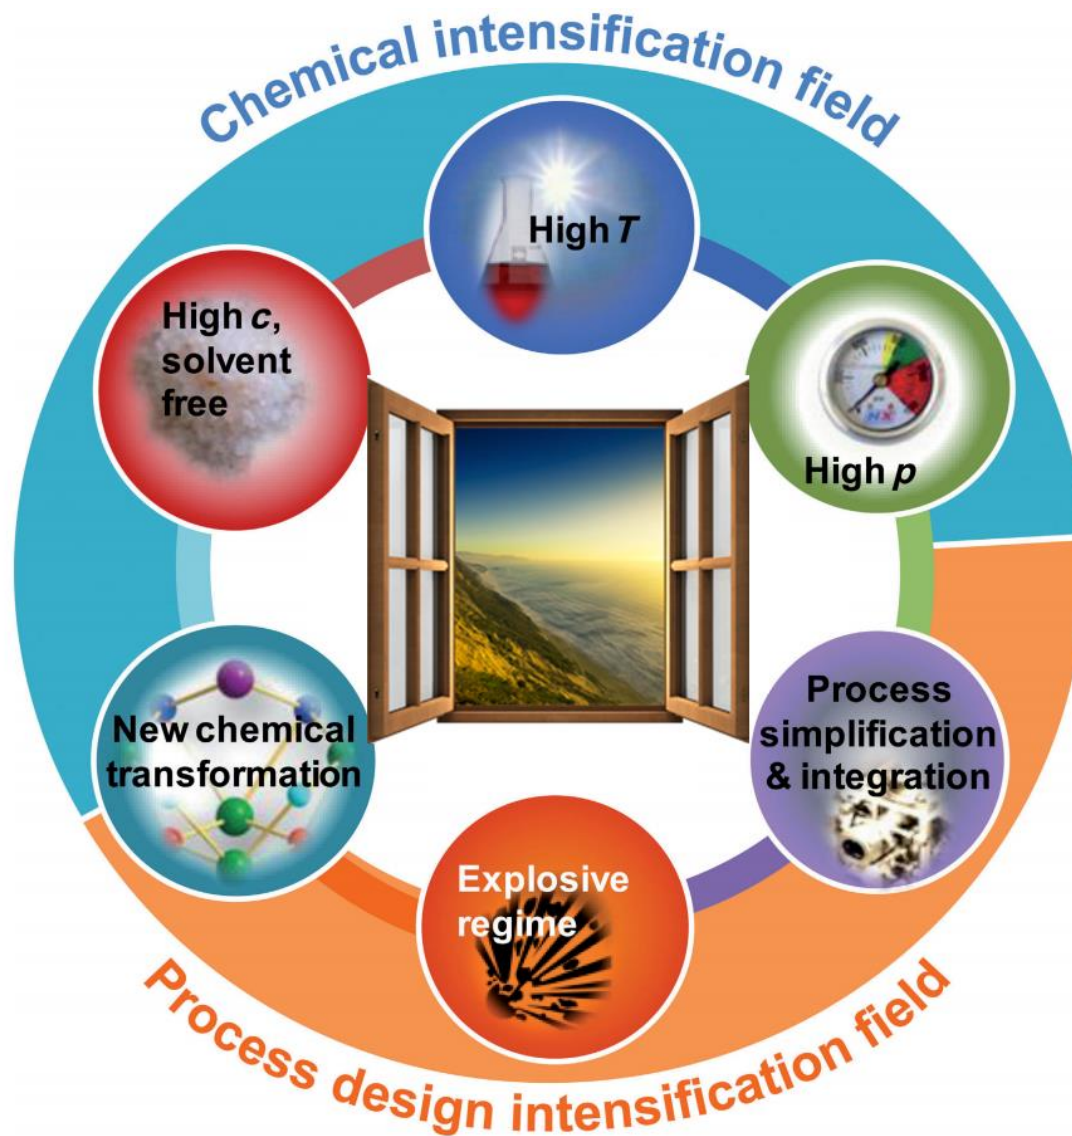 Chemical intensification field
High T
High c,
solvent
free
High p
New chemical
transformation
Process
simplification
& integration
Explosive
regime
Process design intensification field